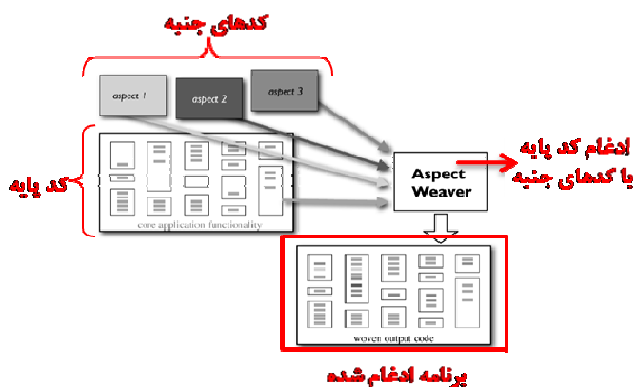 کدهای جنبه
aspect 1
aspect 2
aspect 3
کد پایه
core application functionality
Aspect
Weaver
ادغام کد پایه
با کدهای جنبه
woven output code
برنامه ادغام شده